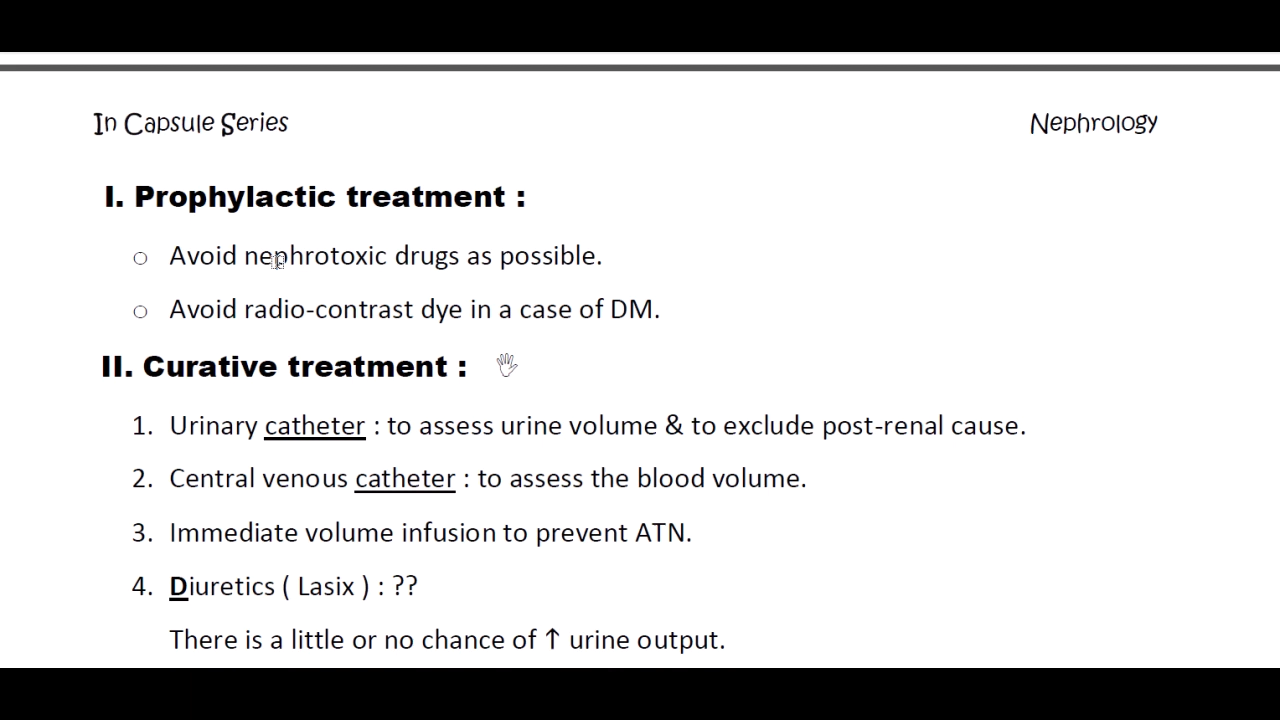 In Capsule Series Nephrology
I. Prophylactic treatment :
○ Avoid nephrotoxic drugs as possible.
○ Avoid radio-contrast dye in a case of DM.
II. Curative treatment :
1. Urinary catheter : to assess urine volume & to exclude post-renal cause.
2. Central venous catheter : to assess the blood volume.
3. Immediate volume infusion to prevent ATN.
4. Diuretics ( Lasix ) : ??
There is a little or no chance of ↑ urine output.